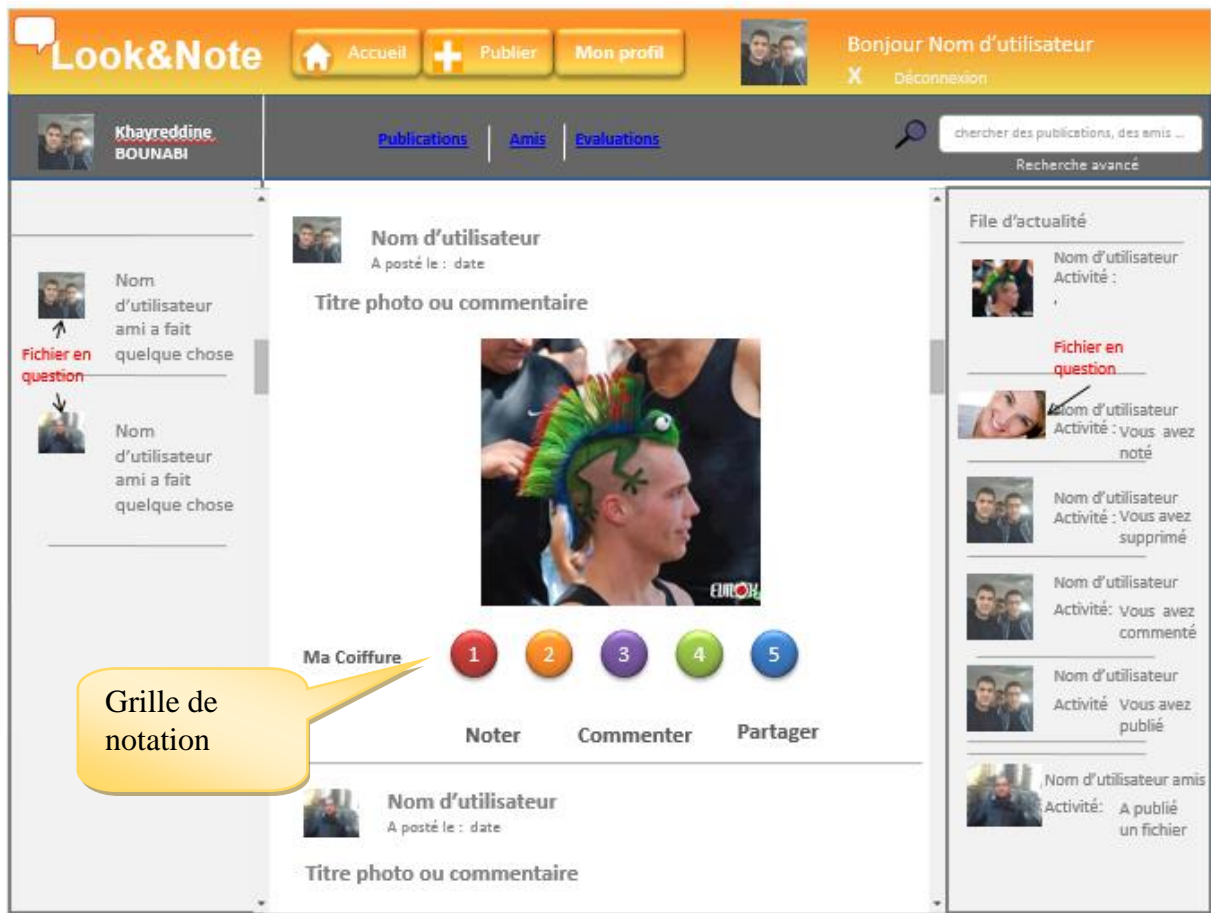 Look&Note
Accueil
Publier
Mon profil
Bonjour Nom d'utilisateur
X Déconnexion
Khayreddine
BOUNABI
Publications
Amis
Evaluations
chercher des publications, des amis ...
Recherche avancé
Nom
d'utilisateur
ami a fait
quelque chose
Fichier en
question
Nom
d'utilisateur
ami a fait
quelque chose
Nom d'utilisateur
A posté le : date
Titre photo ou commentaire
EUROK
Ma Coiffure
1 2 3 4 5
Grille de
notation
Noter Commenter Partager
Nom d'utilisateur
A posté le : date
Titre photo ou commentaire
File d'actualité
Nom d'utilisateur
Activité :
,
Fichier en
question
Nom d'utilisateur
Activité : Vous avez
noté
Nom d'utilisateur
Activité : Vous avez
supprimé
Nom d'utilisateur
Activité: Vous avez
commenté
Nom d'utilisateur
Activité Vous avez
publié
Nom d'utilisateur amis
Activité: A publié
un fichier